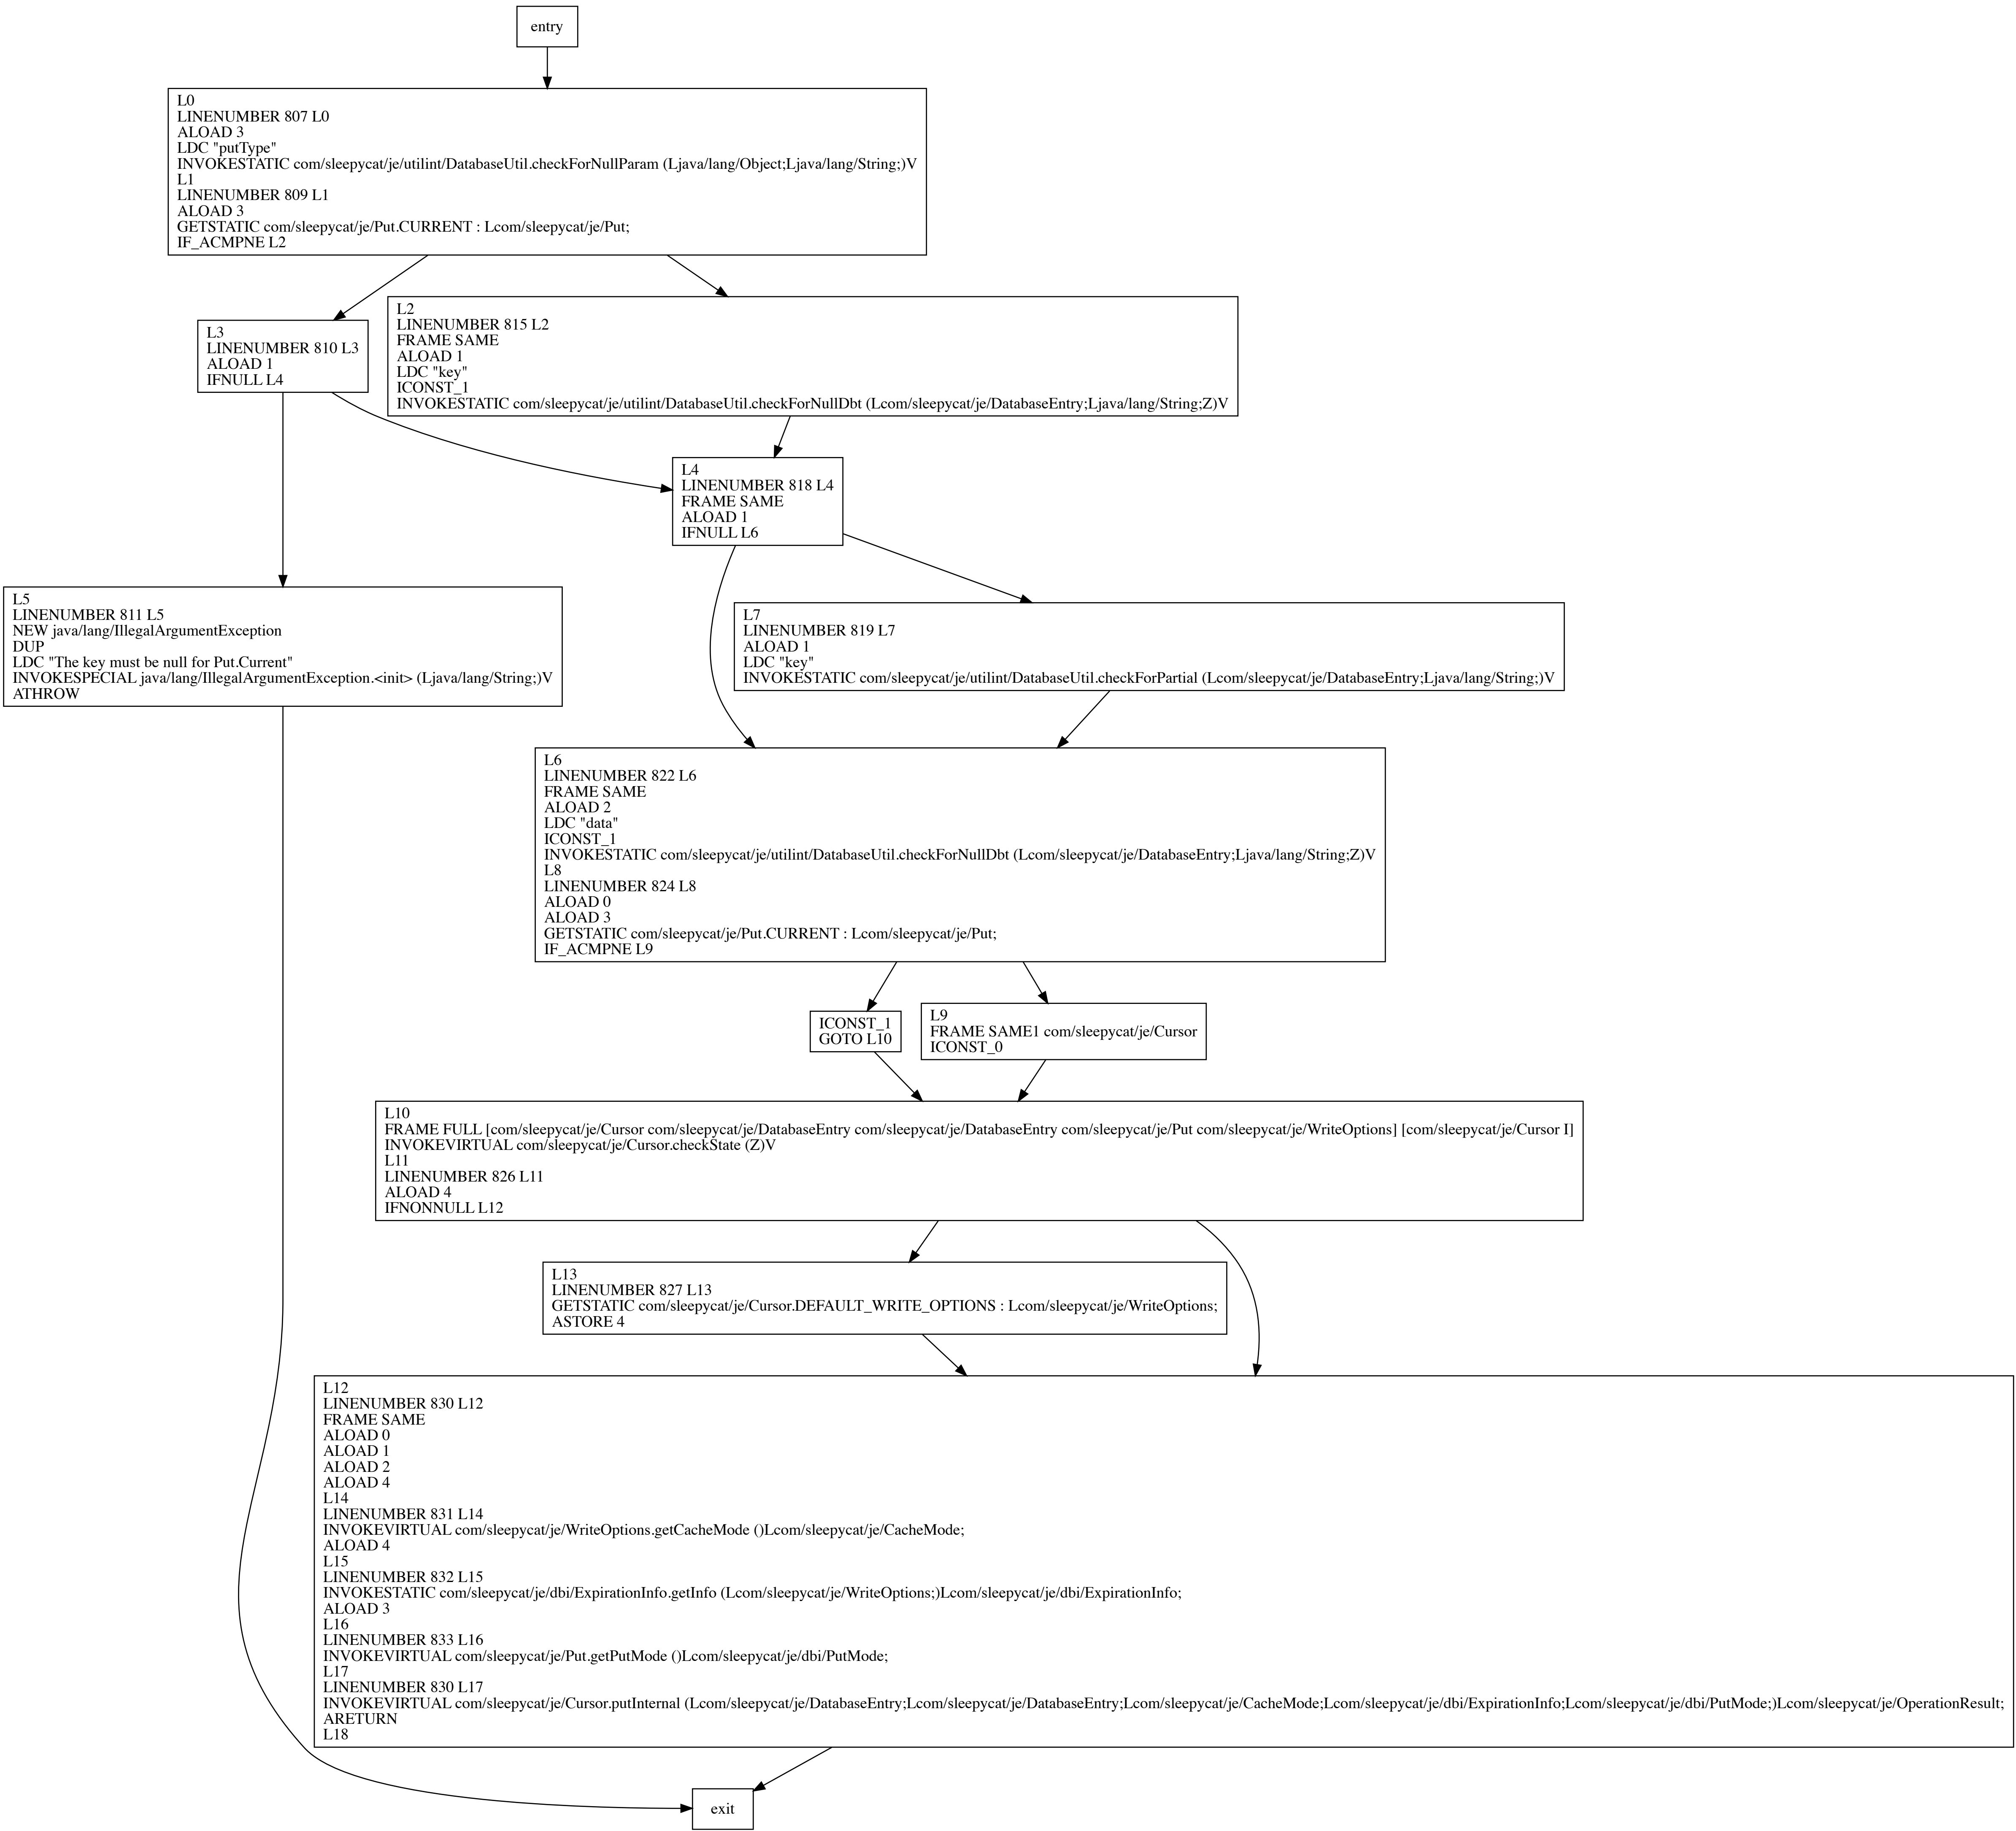 entry
L0
LINENUMBER 807 L0
ALOAD 3
LDC "putType"
INVOKESTATIC com/sleepycat/je/utilint/DatabaseUtil.checkForNullParam (Ljava/lang/Object;Ljava/lang/String;)V
L1
LINENUMBER 809 L1
ALOAD 3
GETSTATIC com/sleepycat/je/Put.CURRENT : Lcom/sleepycat/je/Put;
IF_ACMPNE L2
L3
LINENUMBER 810 L3
ALOAD 1
IFNULL L4
L2
LINENUMBER 815 L2
FRAME SAME
ALOAD 1
LDC "key"
ICONST_1
INVOKESTATIC com/sleepycat/je/utilint/DatabaseUtil.checkForNullDbt (Lcom/sleepycat/je/DatabaseEntry;Ljava/lang/String;Z)V
L4
LINENUMBER 818 L4
FRAME SAME
ALOAD 1
IFNULL L6
L5
LINENUMBER 811 L5
NEW java/lang/IllegalArgumentException
DUP
LDC "The key must be null for Put.Current"
INVOKESPECIAL java/lang/IllegalArgumentException.<init> (Ljava/lang/String;)V
ATHROW
L7
LINENUMBER 819 L7
ALOAD 1
LDC "key"
INVOKESTATIC com/sleepycat/je/utilint/DatabaseUtil.checkForPartial (Lcom/sleepycat/je/DatabaseEntry;Ljava/lang/String;)V
L6
LINENUMBER 822 L6
FRAME SAME
ALOAD 2
LDC "data"
ICONST_1
INVOKESTATIC com/sleepycat/je/utilint/DatabaseUtil.checkForNullDbt (Lcom/sleepycat/je/DatabaseEntry;Ljava/lang/String;Z)V
L8
LINENUMBER 824 L8
ALOAD 0
ALOAD 3
GETSTATIC com/sleepycat/je/Put.CURRENT : Lcom/sleepycat/je/Put;
IF_ACMPNE L9
ICONST_1
GOTO L10
L9
FRAME SAME1 com/sleepycat/je/Cursor
ICONST_0
L10
FRAME FULL [com/sleepycat/je/Cursor com/sleepycat/je/DatabaseEntry com/sleepycat/je/DatabaseEntry com/sleepycat/je/Put com/sleepycat/je/WriteOptions] [com/sleepycat/je/Cursor I]
INVOKEVIRTUAL com/sleepycat/je/Cursor.checkState (Z)V
L11
LINENUMBER 826 L11
ALOAD 4
IFNONNULL L12
L13
LINENUMBER 827 L13
GETSTATIC com/sleepycat/je/Cursor.DEFAULT_WRITE_OPTIONS : Lcom/sleepycat/je/WriteOptions;
ASTORE 4
L12
LINENUMBER 830 L12
FRAME SAME
ALOAD 0
ALOAD 1
ALOAD 2
ALOAD 4
L14
LINENUMBER 831 L14
INVOKEVIRTUAL com/sleepycat/je/WriteOptions.getCacheMode ()Lcom/sleepycat/je/CacheMode;
ALOAD 4
L15
LINENUMBER 832 L15
INVOKESTATIC com/sleepycat/je/dbi/ExpirationInfo.getInfo (Lcom/sleepycat/je/WriteOptions;)Lcom/sleepycat/je/dbi/ExpirationInfo;
ALOAD 3
L16
LINENUMBER 833 L16
INVOKEVIRTUAL com/sleepycat/je/Put.getPutMode ()Lcom/sleepycat/je/dbi/PutMode;
L17
LINENUMBER 830 L17
INVOKEVIRTUAL com/sleepycat/je/Cursor.putInternal (Lcom/sleepycat/je/DatabaseEntry;Lcom/sleepycat/je/DatabaseEntry;Lcom/sleepycat/je/CacheMode;Lcom/sleepycat/je/dbi/ExpirationInfo;Lcom/sleepycat/je/dbi/PutMode;)Lcom/sleepycat/je/OperationResult;
ARETURN
L18
exit